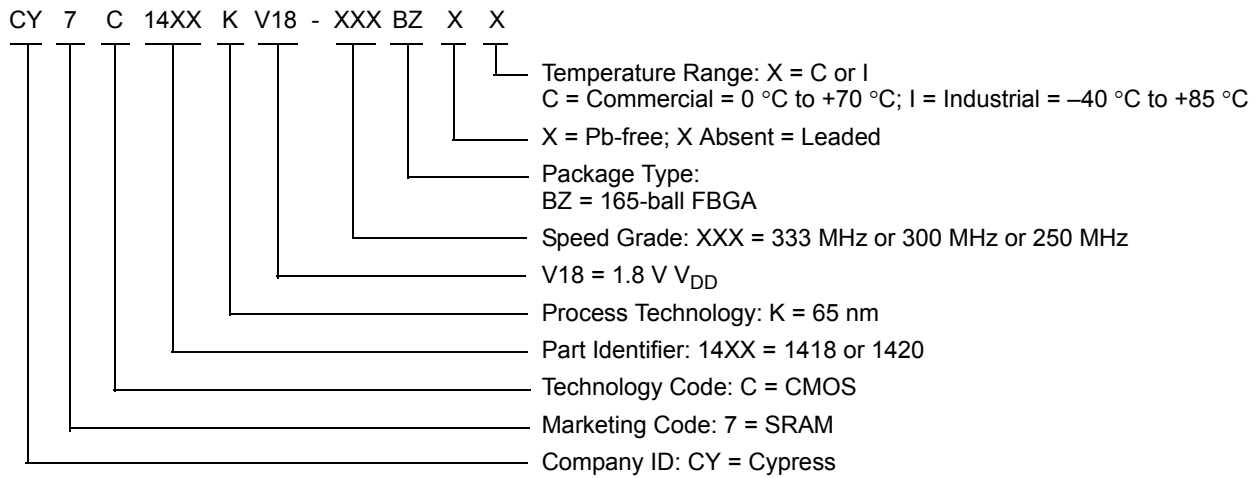 CY 7 C 14XX K V18 - XXX BZ X X
Temperature Range: X = C or I
C = Commercial = 0 °C to +70 °C; I = Industrial = –40 °C to +85 °C
X = Pb-free; X Absent = Leaded
Package Type:
BZ = 165-ball FBGA
Speed Grade: XXX = 333 MHz or 300 MHz or 250 MHz
V18 = 1.8 V VDD
Process Technology: K = 65 nm
Part Identifier: 14XX = 1418 or 1420
Technology Code: C = CMOS
Marketing Code: 7 = SRAM
Company ID: CY = Cypress